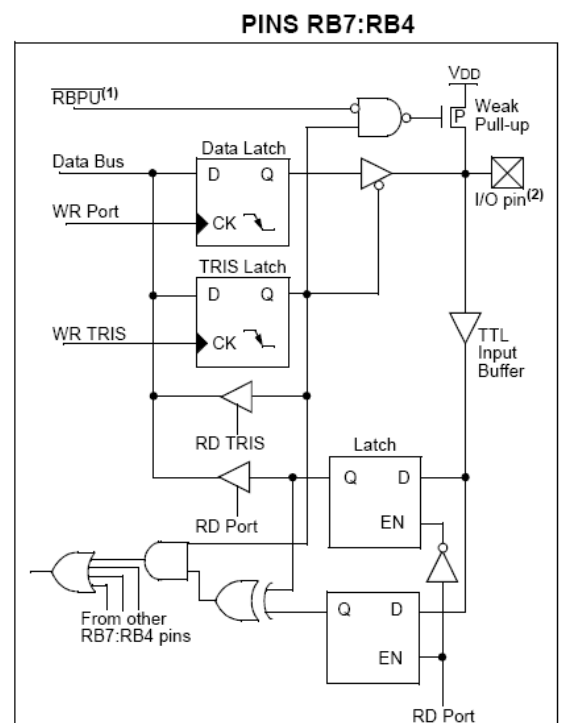 PINS RB7:RB4
VDD
RBPU(1)
P
Weak
Pull-up
Data Latch
Data Bus
D
Q
I/O pin(2)
WR Port
CK
TRIS Latch
D
Q
WR TRIS
CK
TTL
Input
Buffer
RD TRIS
Latch
Q
D
RD Port
EN
From other
RB7:RB4 pins
Q
D
EN
RD Port